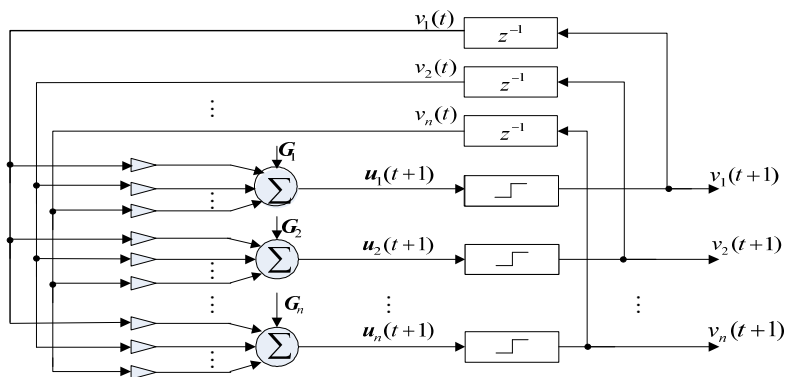 v₁(t)
z⁻¹
v₂(t)
z⁻¹
⋮
vₙ(t)
z⁻¹
G₁
Σ
u₁(t+1)
v₁(t+1)
⋮
G₂
Σ
u₂(t+1)
v₂(t+1)
⋮
⋮
Gₙ
⋮
⋮
Σ
uₙ(t+1)
vₙ(t+1)
⋮